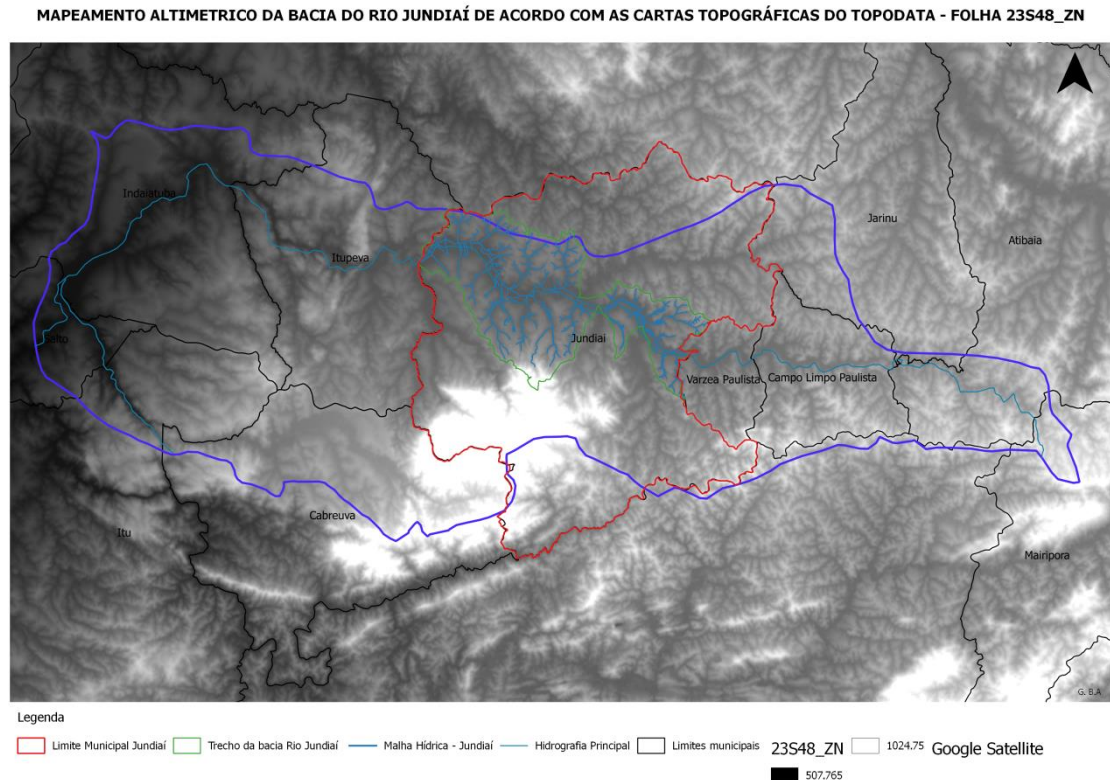 MAPEAMENTO ALTIMETRICO DA BACIA DO RIO JUNDIAÍ DE ACORDO COM AS CARTAS TOPOGRÁFICAS DO TOPODATA - FOLHA 23S48_ZN
Indaiatuba
Jarinu
Atibaia
Itupeva
Salto
Jundiai
Varzea Paulista
Campo Limpo Paulista
Cabreuva
Itu
Mairipora
G. B.A
Legenda
Limite Municipal Jundiaí
Trecho da bacia Rio Jundiaí
Malha Hídrica - Jundiaí
Hidrografia Principal
Limites municipais
23S48_ZN
1024,75
Google Satellite
507,765